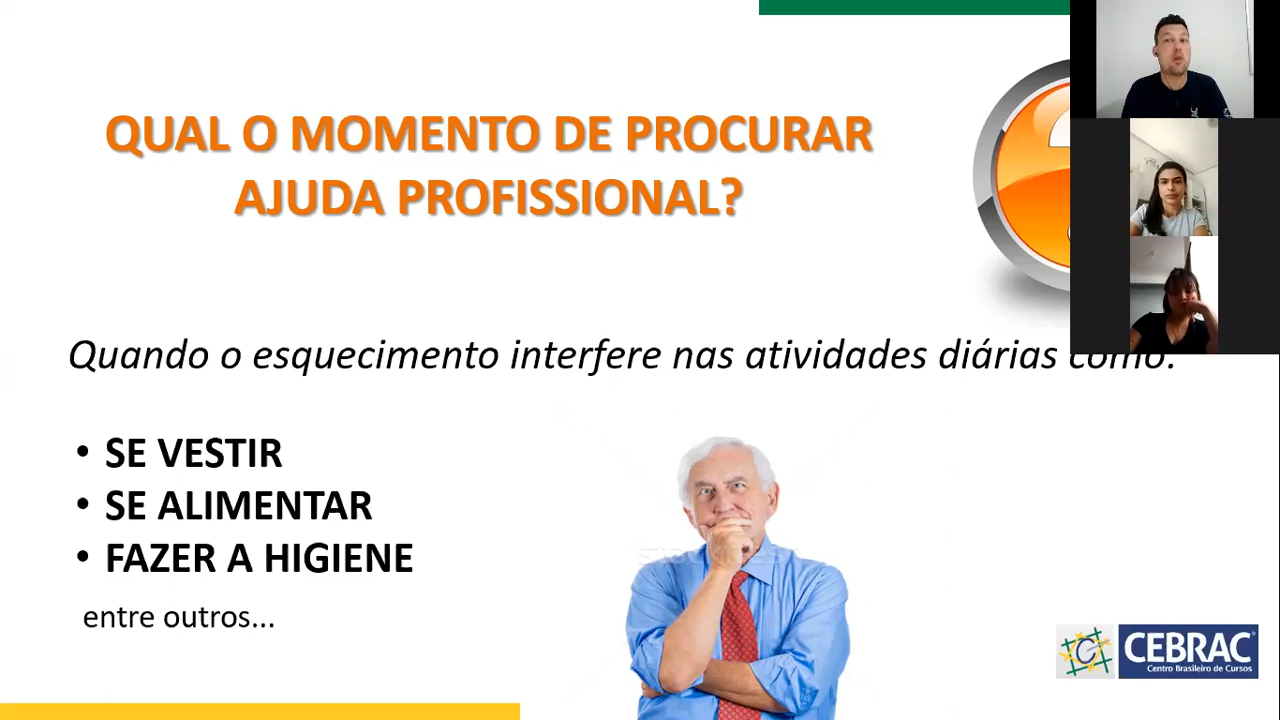 QUAL O MOMENTO DE PROCURAR
AJUDA PROFISSIONAL?
Quando o esquecimento interfere nas atividades diárias como:
• SE VESTIR
• SE ALIMENTAR
• FAZER A HIGIENE
entre outros...
CEBRAC
Centro Brasileiro de Cursos